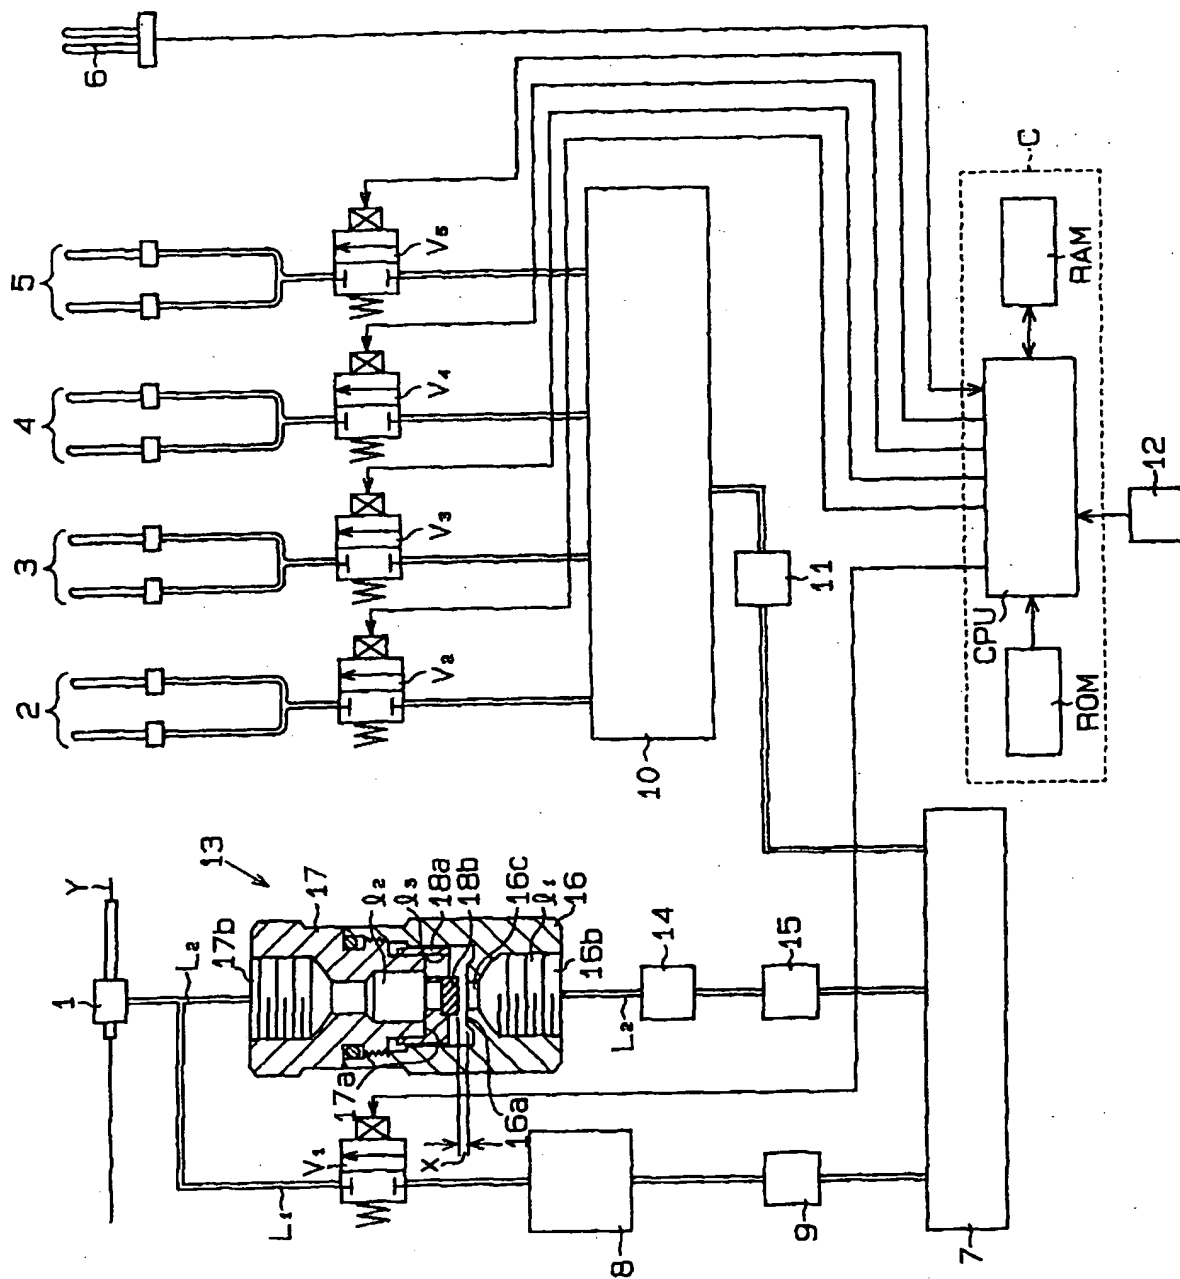 6
5
4
3
2
V₅
V₄
V₃
V₂
10
11
C
RAM
CPU
ROM
12
13
Y
1
L₂
17b
17
ℓ₂
ℓ₃
18a
18b
16c
ℓ₁
16
16b
17a
16a
X
L₂
14
15
V₁
L₁
8
9
7